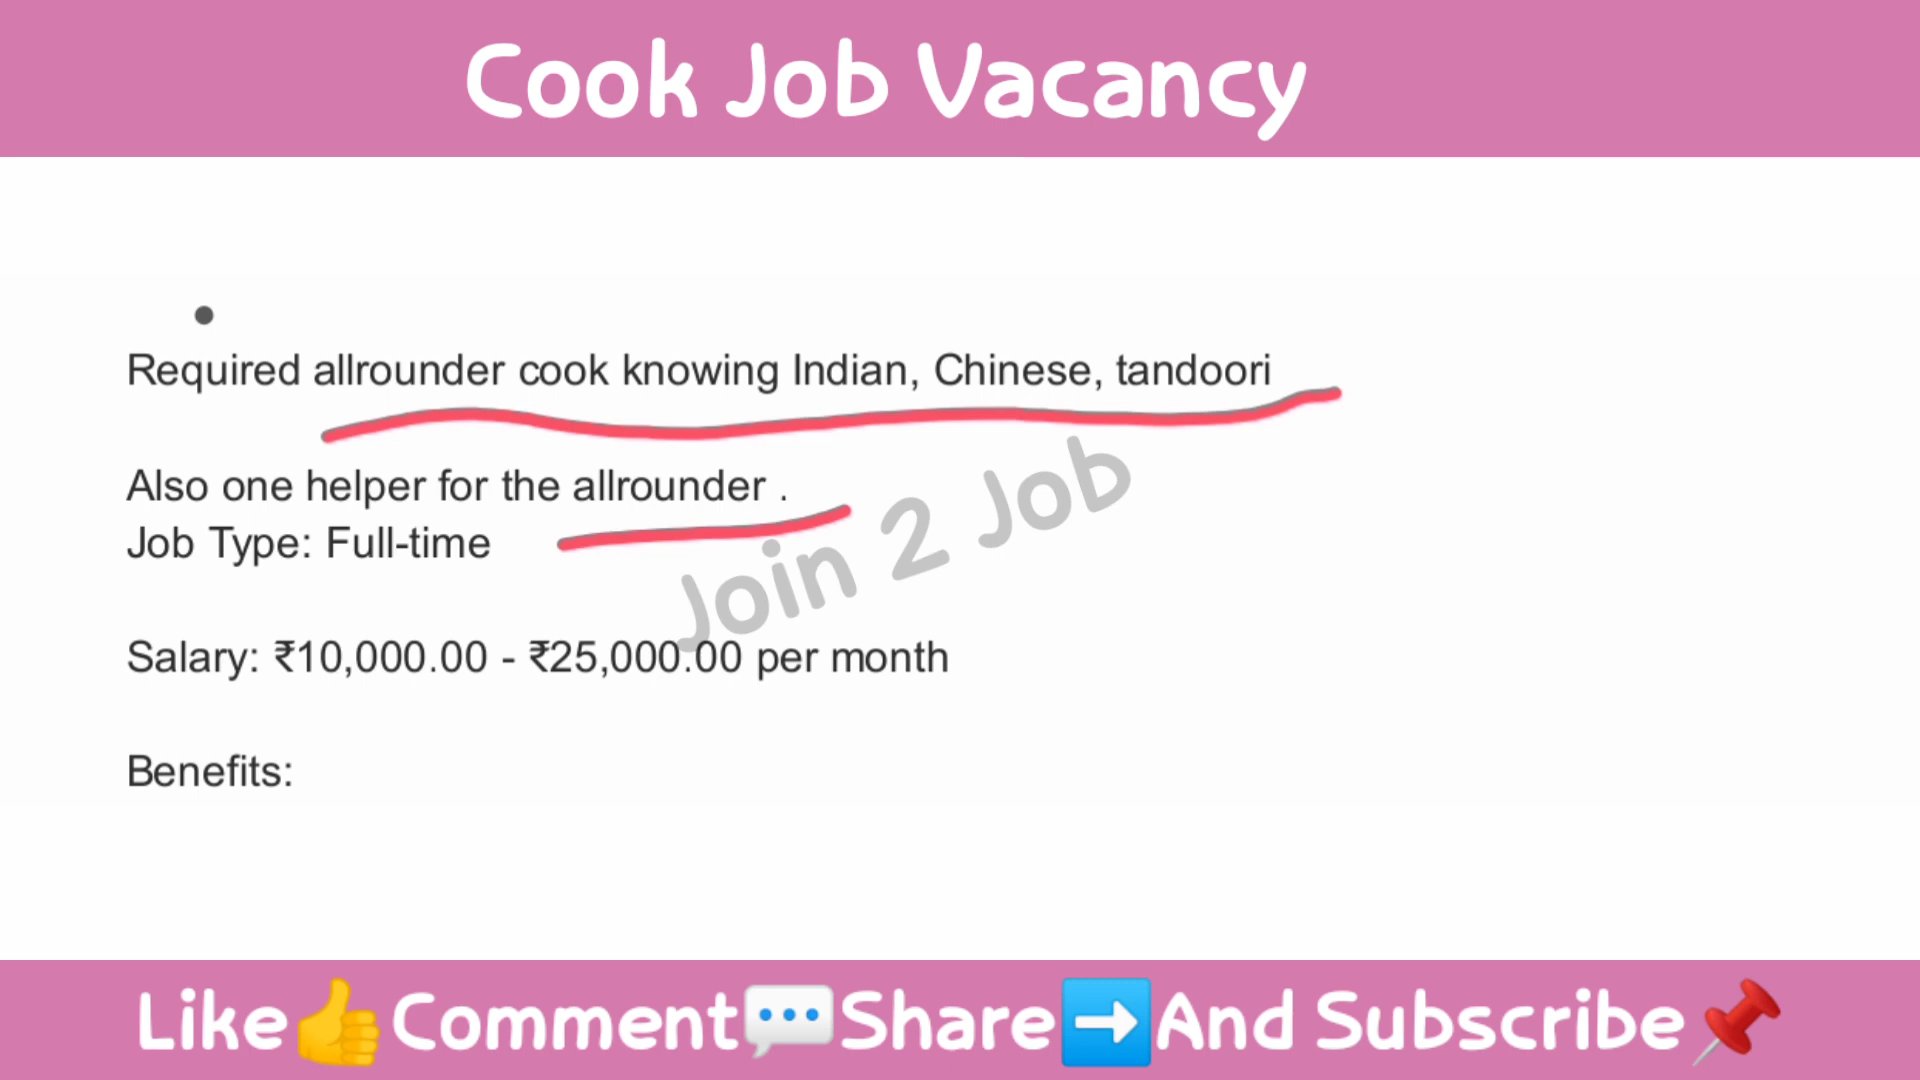 Cook Job Vacancy
•
Required allrounder cook knowing Indian, Chinese, tandoori
Also one helper for the allrounder .
Job Type: Full-time
Join 2 Job
Salary: ₹10,000.00 - ₹25,000.00 per month
Benefits:
Like👍Comment💬Share➡️And Subscribe📌